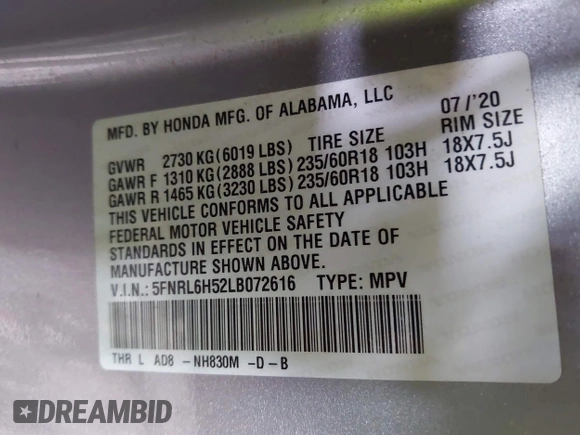 MFD. BY HONDA MFG. OF ALABAMA, LLC 07 /'20
GVWR 2730 KG (6019 LBS) TIRE SIZE RIM SIZE
GAWR F 1310 KG (2888 LBS) 235/60R18 103H 18X7.5J
GAWR R 1465 KG (3230 LBS) 235/60R18 103H 18X7.5J
THIS VEHICLE CONFORMS TO ALL APPLICABLE
FEDERAL MOTOR VEHICLE SAFETY
STANDARDS IN EFFECT ON THE DATE OF
MANUFACTURE SHOWN ABOVE.
V.I.N.: 5FNRL6H52LB072616 TYPE: MPV
THR L AD8 -NH830M -D-B
DREAMBID